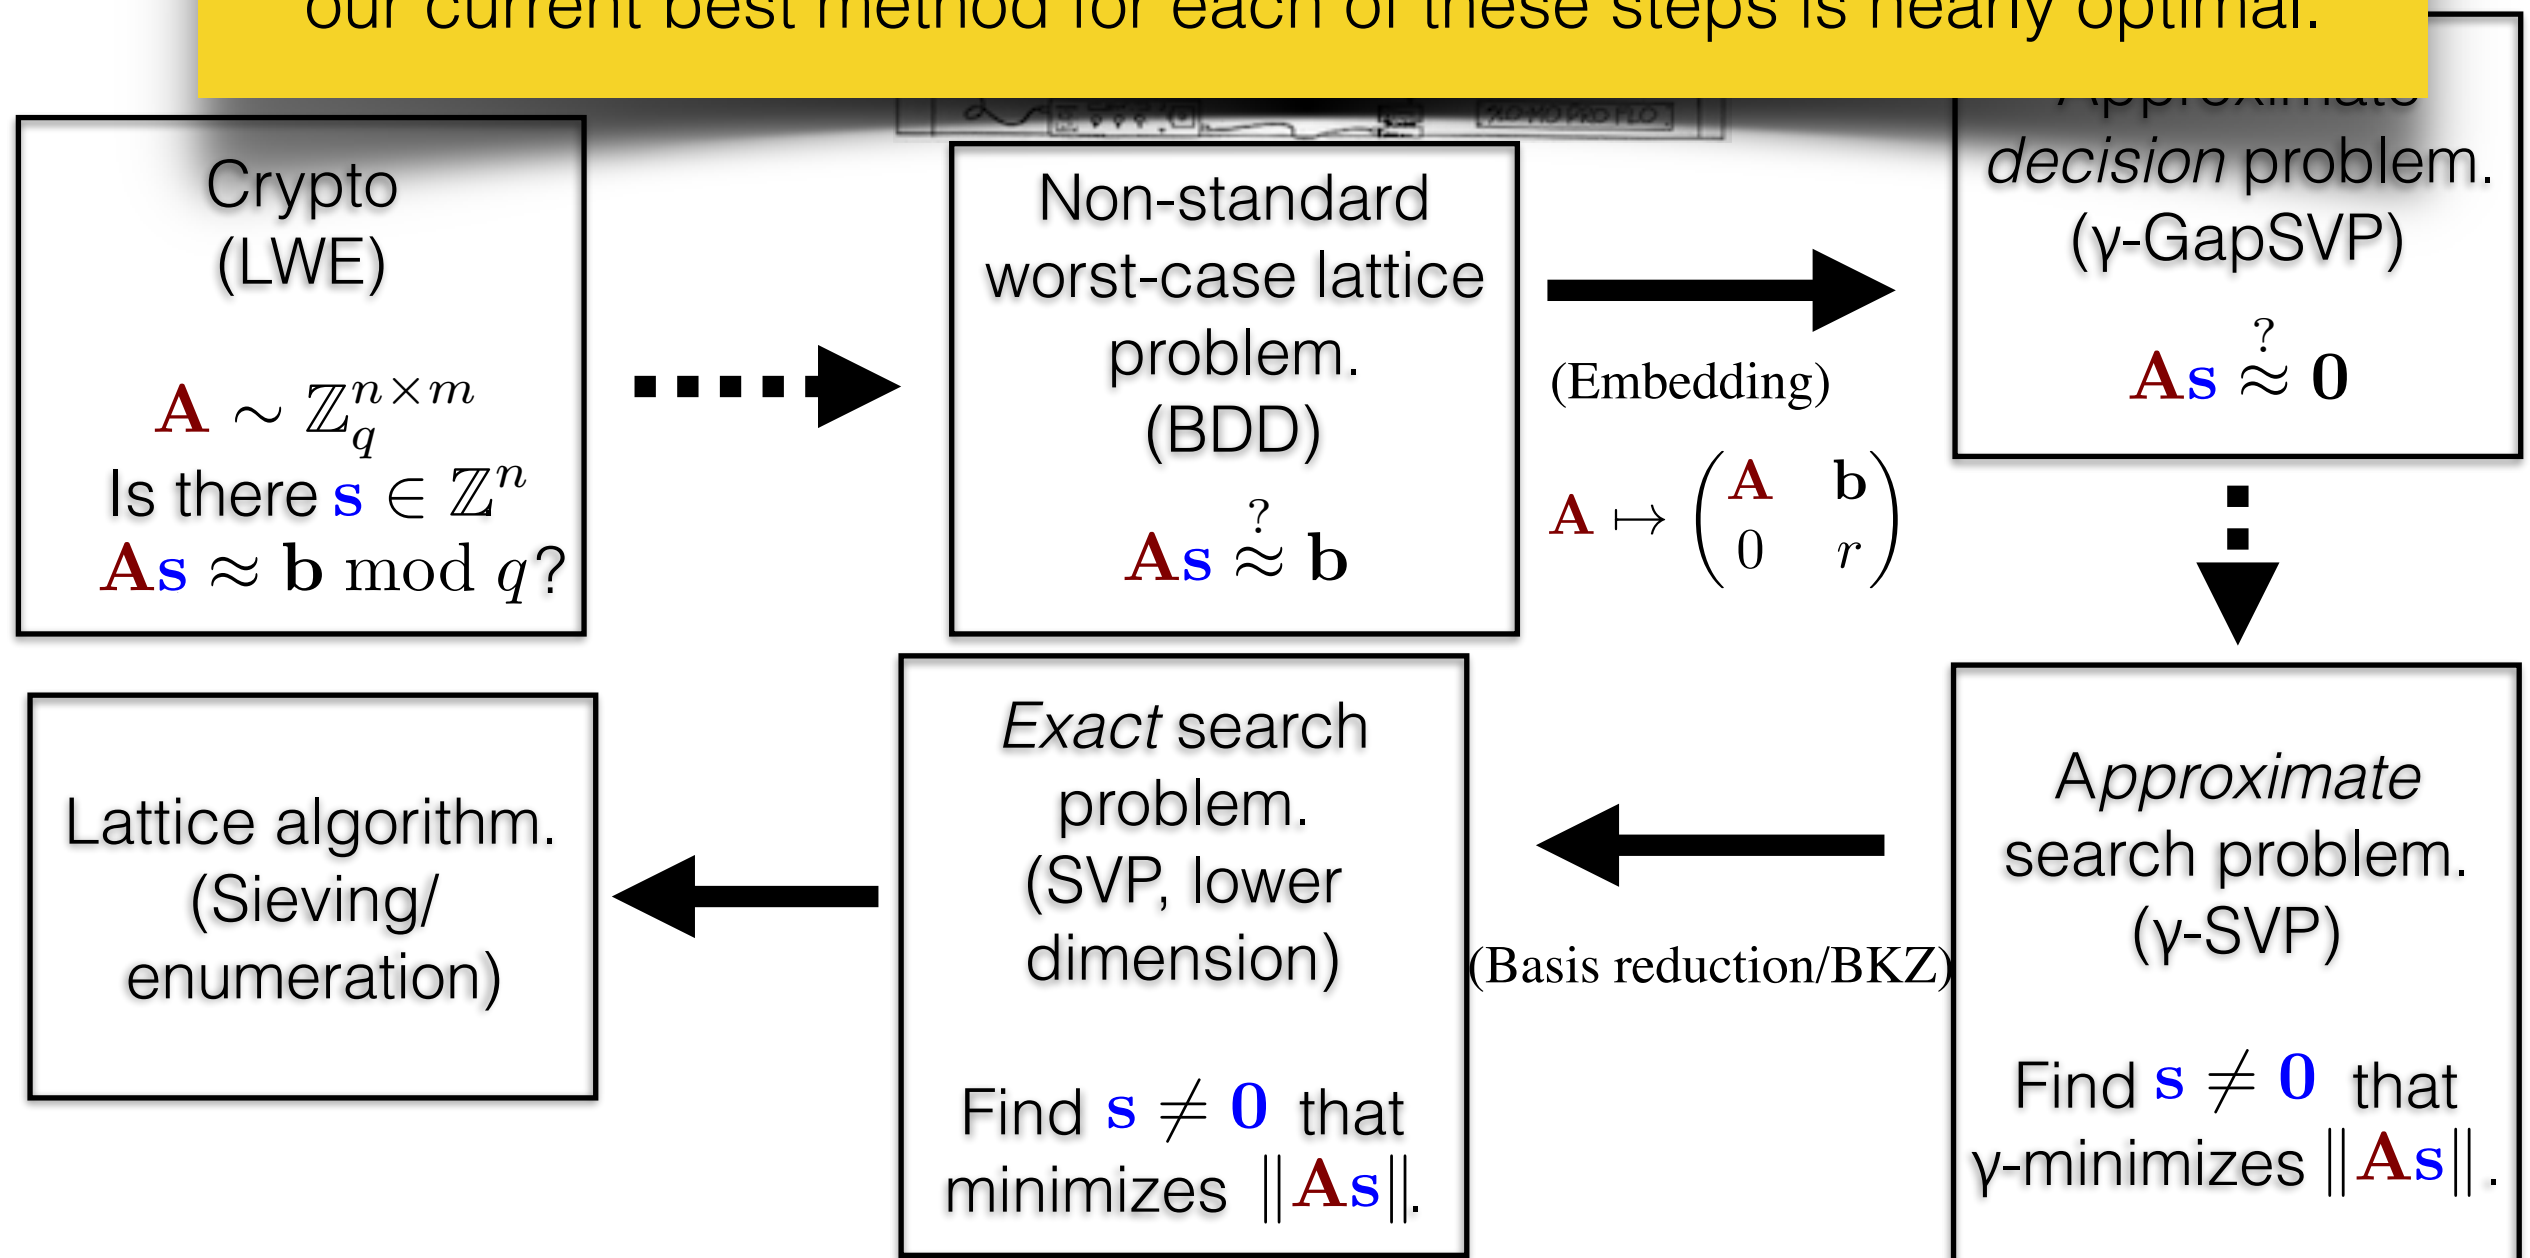 our current best method for each of these steps is nearly optimal.
Crypto
(LWE)
𝐀 ∼ ℤ_q^{n×m}
Is there 𝐬 ∈ ℤ^n
𝐀𝐬 ≈ 𝐛 mod q?
Non-standard
worst-case lattice
problem.
(BDD)
𝐀𝐬 ≈^? 𝐛
(Embedding)
𝐀 ↦ (𝐀 𝐛
0 r)
Approximate
decision problem.
(γ-GapSVP)
𝐀𝐬 ≈^? 𝟎
Approximate
search problem.
(γ-SVP)
Find 𝐬 ≠ 𝟎 that
γ-minimizes ‖𝐀𝐬‖.
(Basis reduction/BKZ)
Exact search
problem.
(SVP, lower
dimension)
Find 𝐬 ≠ 𝟎 that
minimizes ‖𝐀𝐬‖.
Lattice algorithm.
(Sieving/
enumeration)